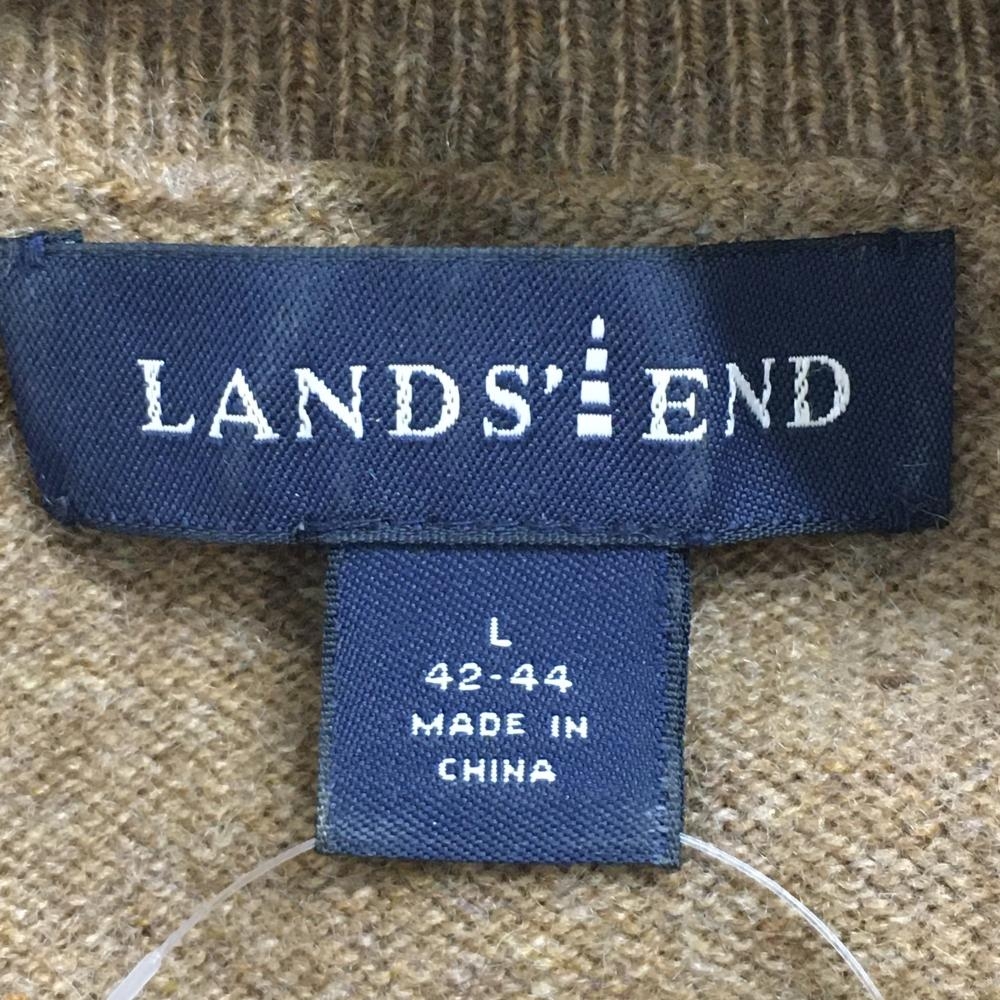 LANDS' END
L
42-44
MADE IN
CHINA